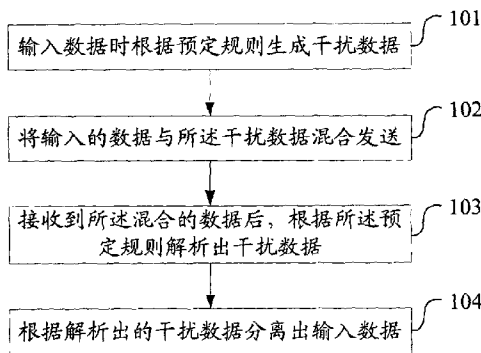 101
输入数据时根据预定规则生成干扰数据
102
将输入的数据与所述干扰数据混合发送
103
接收到所述混合的数据后，根据所述预
定规则解析出干扰数据
104
根据解析出的干扰数据分离出输入数据